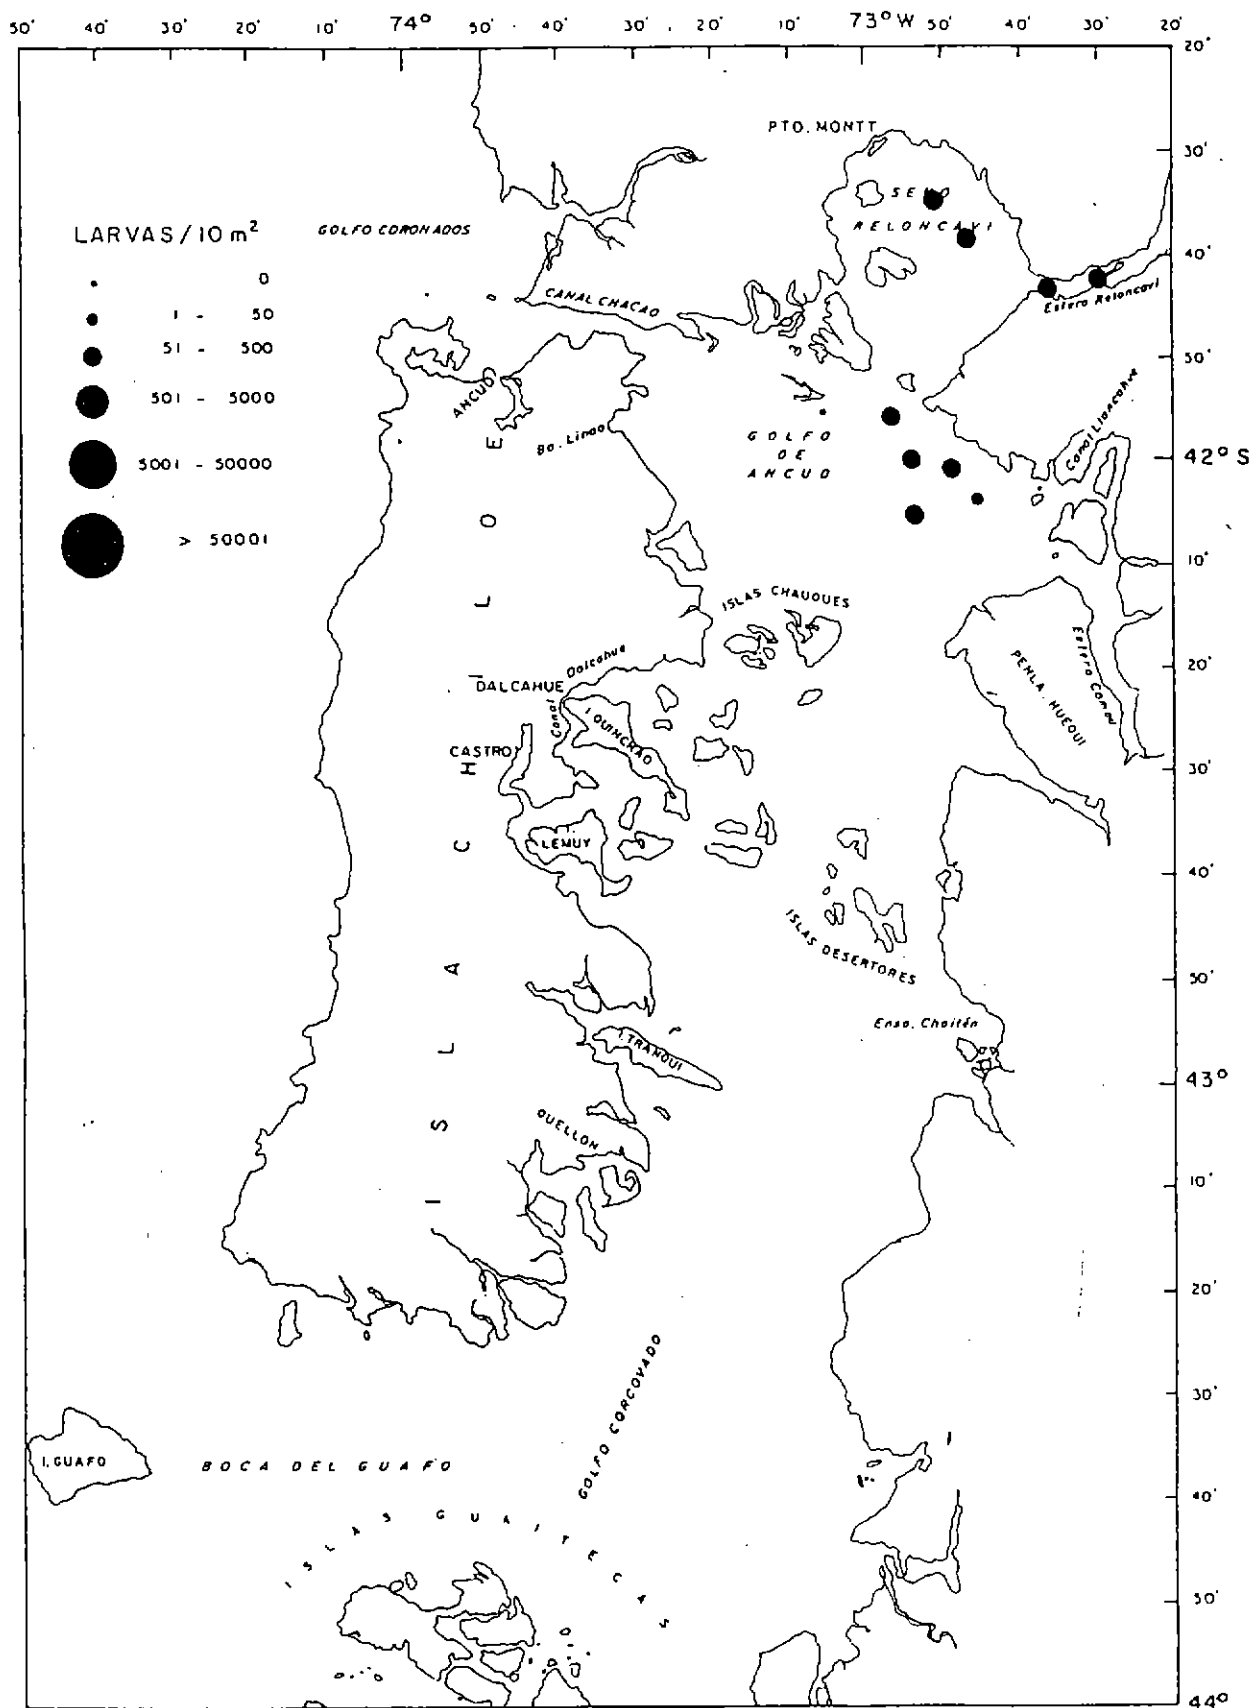 50' 40' 30' 20' 10' 74° 50' 40' 30' 20' 10' 73°W 50' 40' 30' 20'
20'
PTO. MONTT
30'
SENO
RELONCAVI
LARVAS/10 m²
0
1 - 50
51 - 500
501 - 5000
5001 - 50000
> 50001
GOLFO CORONADOS
40'
CANAL CHACAO
Estero Reloncavi
50'
ANCUD
Ba. Linao
GOLFO
DE
ANCUD
Canal Llancahue
42° S
10'
ISLAS CHAUQUES
ISLA CHILOE
Canal Dalcahue
DALCAHUE
20'
PENLA. HUEQUI
Estero Comau
I. QUINCHAO
CASTRO
30'
I.
LEMUY
40'
ISLAS DESERTORES
50'
Ensa. Chaitén
I. TRANQUI
43°
QUELLON
10'
20'
GOLFO CORCOVADO
30'
I. GUAFO
BOCA DEL GUAFO
40'
ISLAS GUAITECAS
50'
44°